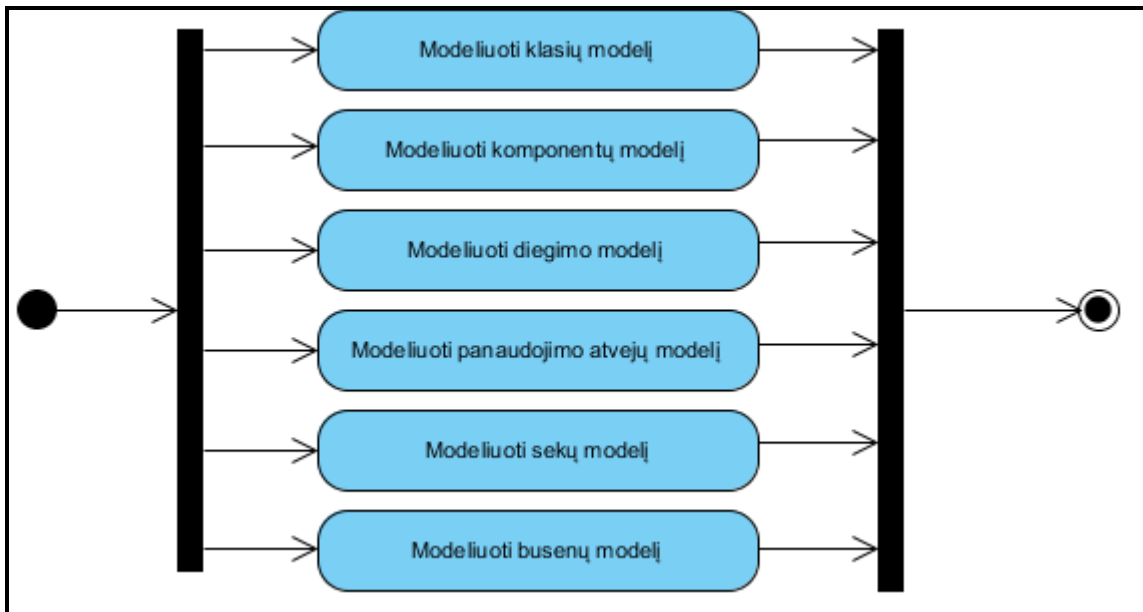 Modeliuoti klasių modelį
Modeliuoti komponentų modelį
Modeliuoti diegimo modelį
Modeliuoti panaudojimo atvejų modelį
Modeliuoti sekų modelį
Modeliuoti busenų modelį